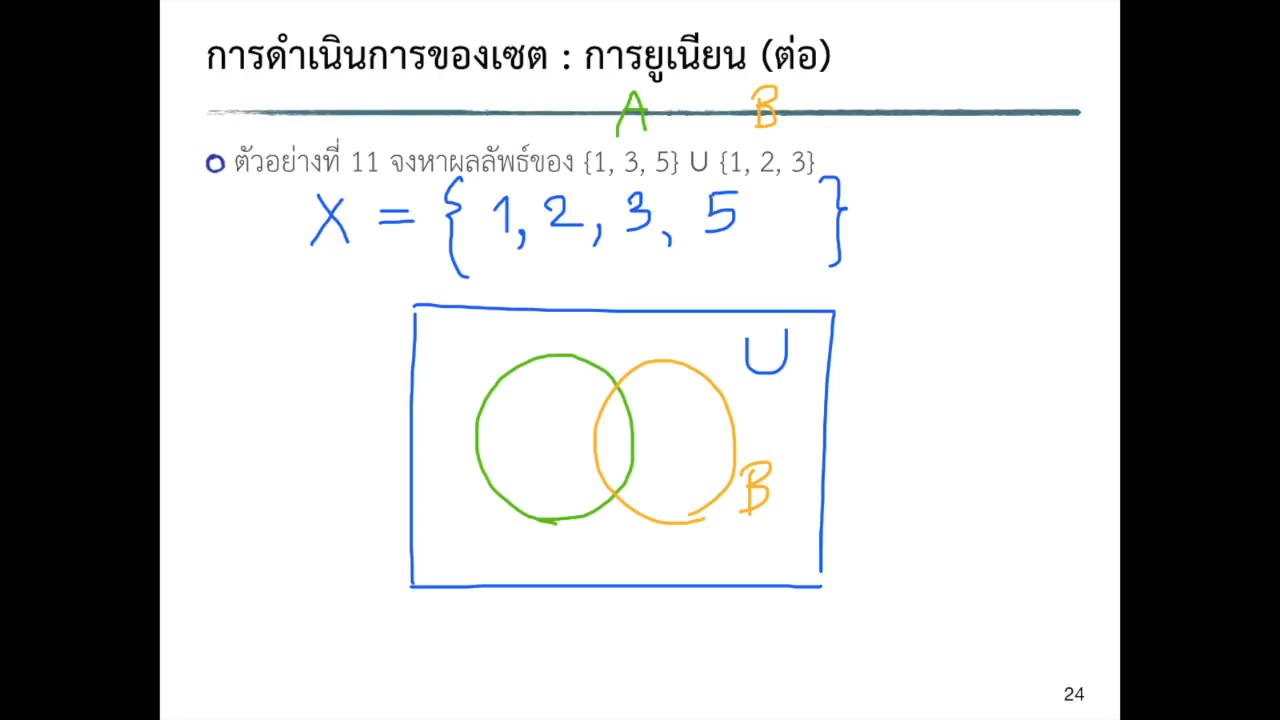 การดำเนินการของเซต : การยูเนียน (ต่อ)
A B
ตัวอย่างที่ 11 จงหาผลลัพธ์ของ {1, 3, 5} U {1, 2, 3}
X = { 1, 2, 3, 5 }
U
B
24